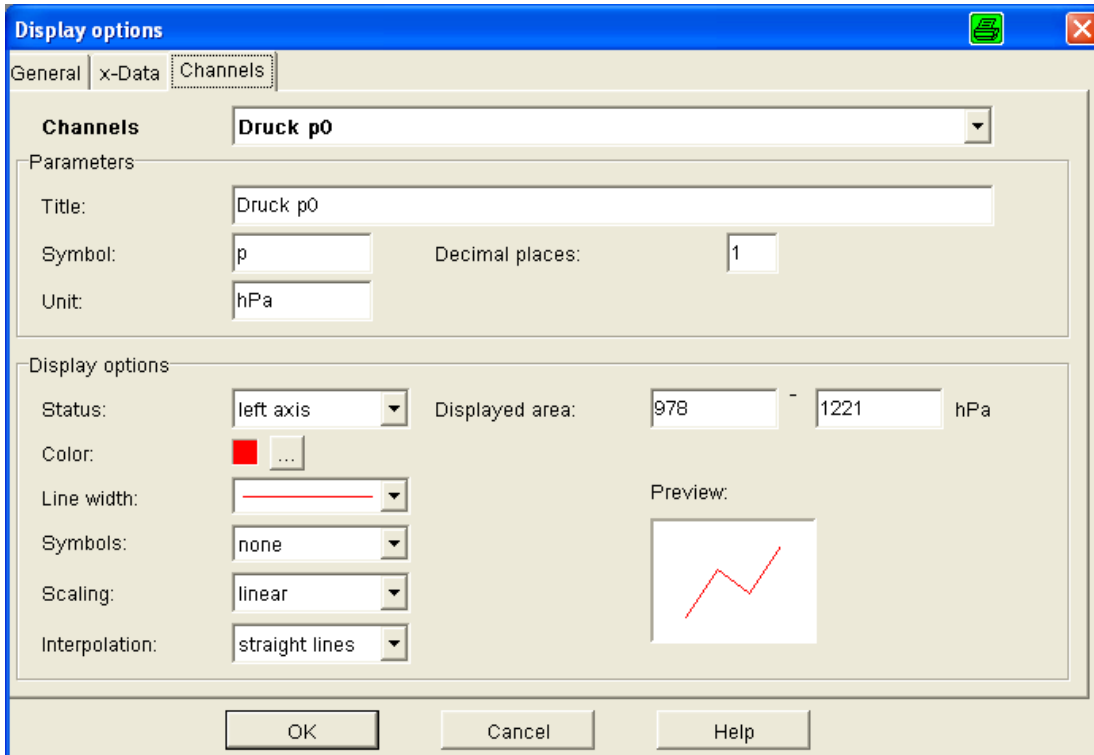 Display options
General x-Data Channels
Channels Druck p0
Parameters
Title: Druck p0
Symbol: p Decimal places: 1
Unit: hPa
Display options
Status: left axis Displayed area: 978 - 1221 hPa
Color: ...
Line width: Preview:
Symbols: none
Scaling: linear
Interpolation: straight lines
OK Cancel Help